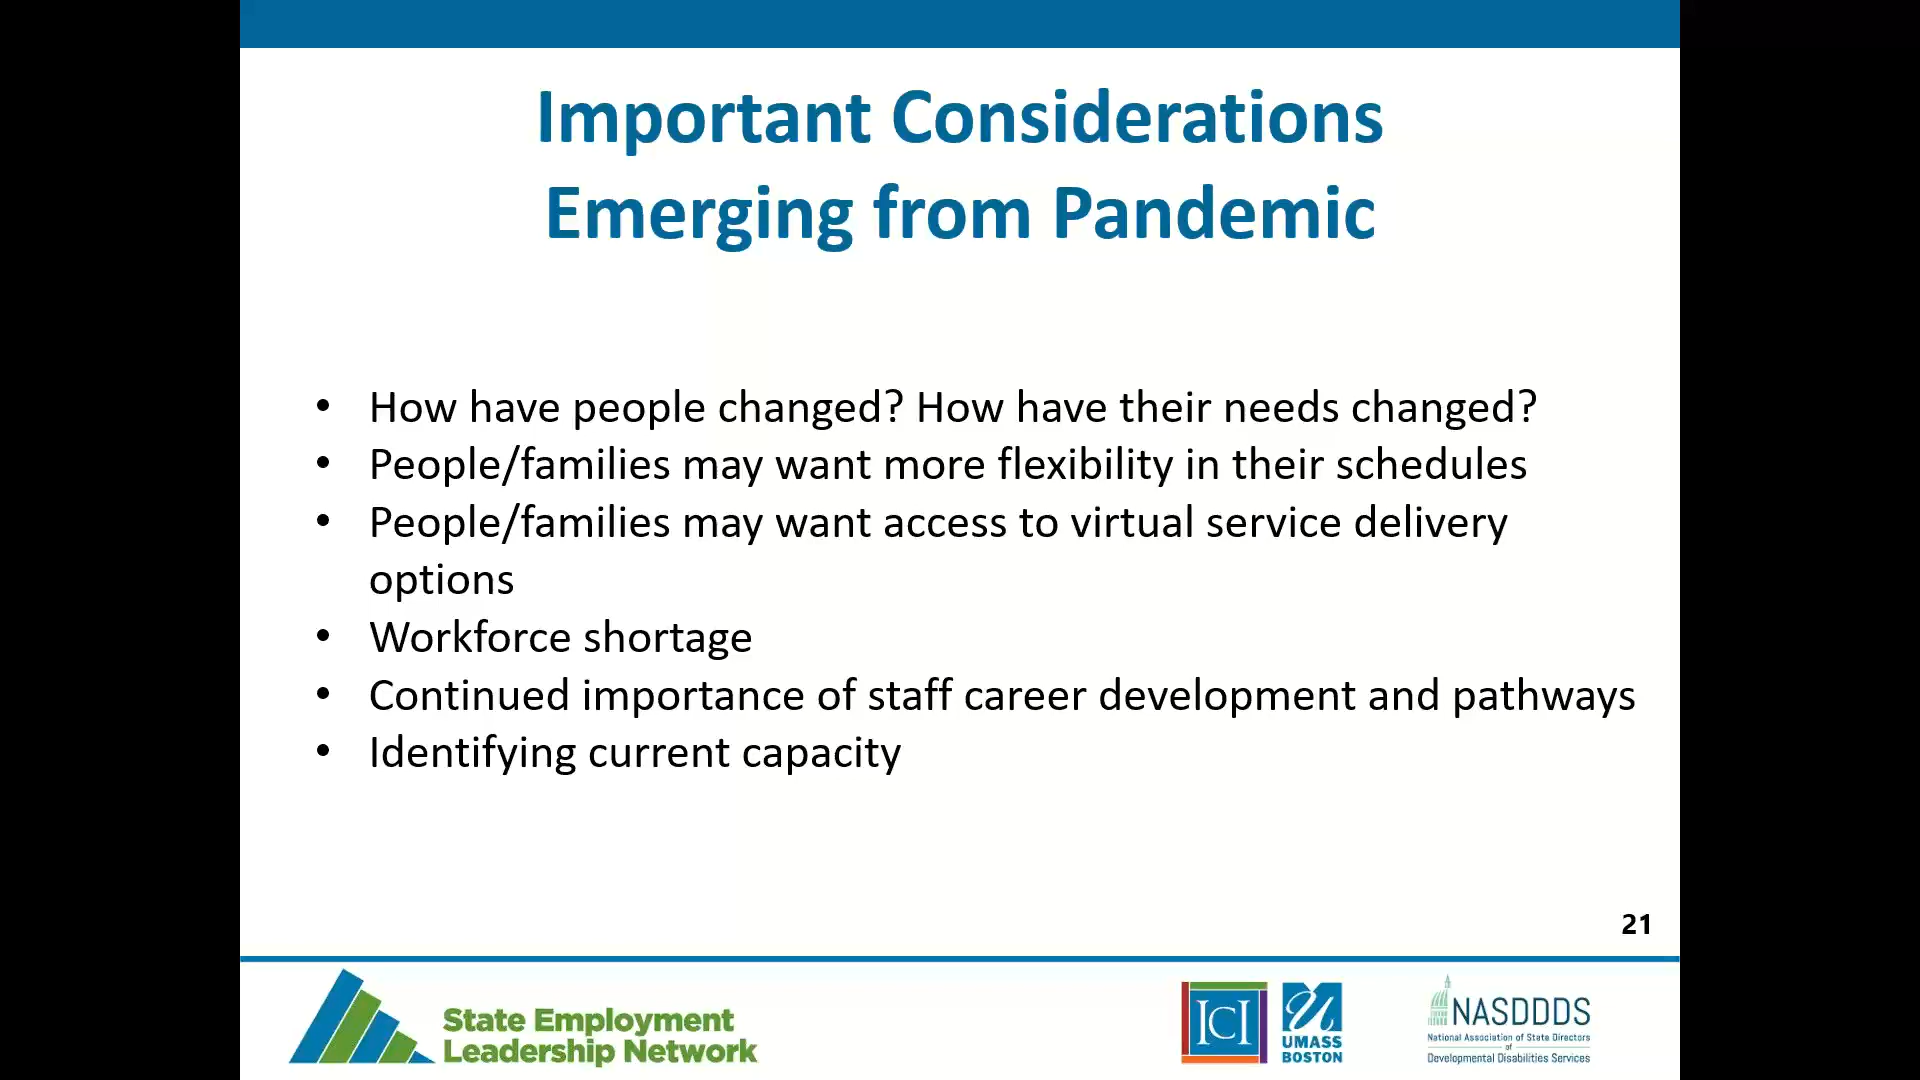 Important Considerations
Emerging from Pandemic
• How have people changed? How have their needs changed?
• People/families may want more flexibility in their schedules
• People/families may want access to virtual service delivery
options
• Workforce shortage
• Continued importance of staff career development and pathways
• Identifying current capacity
21
State Employment
Leadership Network
ICI
UMASS
BOSTON
NASDDDS
National Association of State Directors
of
Developmental Disabilities Services